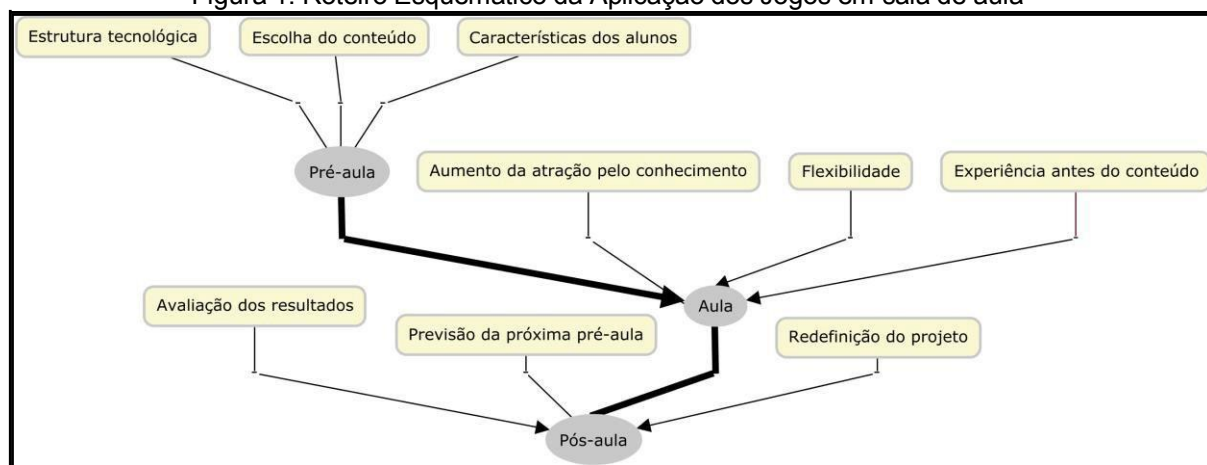 Figura 1: Roteiro Esquemático da Aplicação dos Jogos em sala de aula
Estrutura tecnológica
Escolha do conteúdo
Características dos alunos
Pré-aula
Aumento da atração pelo conhecimento
Flexibilidade
Experiência antes do conteúdo
Aula
Avaliação dos resultados
Previsão da próxima pré-aula
Redefinição do projeto
Pós-aula